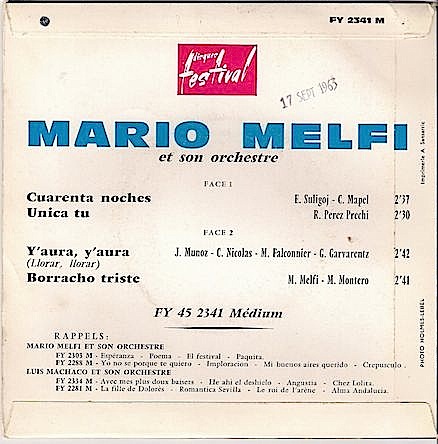 FY 2341 M
disques
festival
17 SEPT 1963
MARIO MELFI
et son orchestre
FACE 1
Cuarenta noches E. Suligoj - C. Mapel 2'37
Unica tu R. Perez Prechi 2'30
FACE 2
Y'aura, y'aura J. Munoz - C. Nicolas - M. Falconnier - G. Garvarentz 2'42
(Llorar, llorar)
Borracho triste M. Melfi - M. Montero 2'41
FY 45 2341 Médium
RAPPELS:
MARIO MELFI ET SON ORCHESTRE
FY 2305 M - Espéranza - Poema - El festival - Paquita.
FY 2288 M - Yo no se porque te quiero - Imploracion - Mi buenos aires querido - Crepusculo.
LUIS MACHACO ET SON ORCHESTRE
FY 2334 M - Avec mes plus doux baisers - He ahi el deshielo - Angustia - Chez Lolita.
FY 2281 M - La fille de Dolorès - Romantica Sevilla - Le roi de l'arène - Alma Andalucia.
Imprimerie A. Sensertic
PHOTO HOLMES-LEBEL